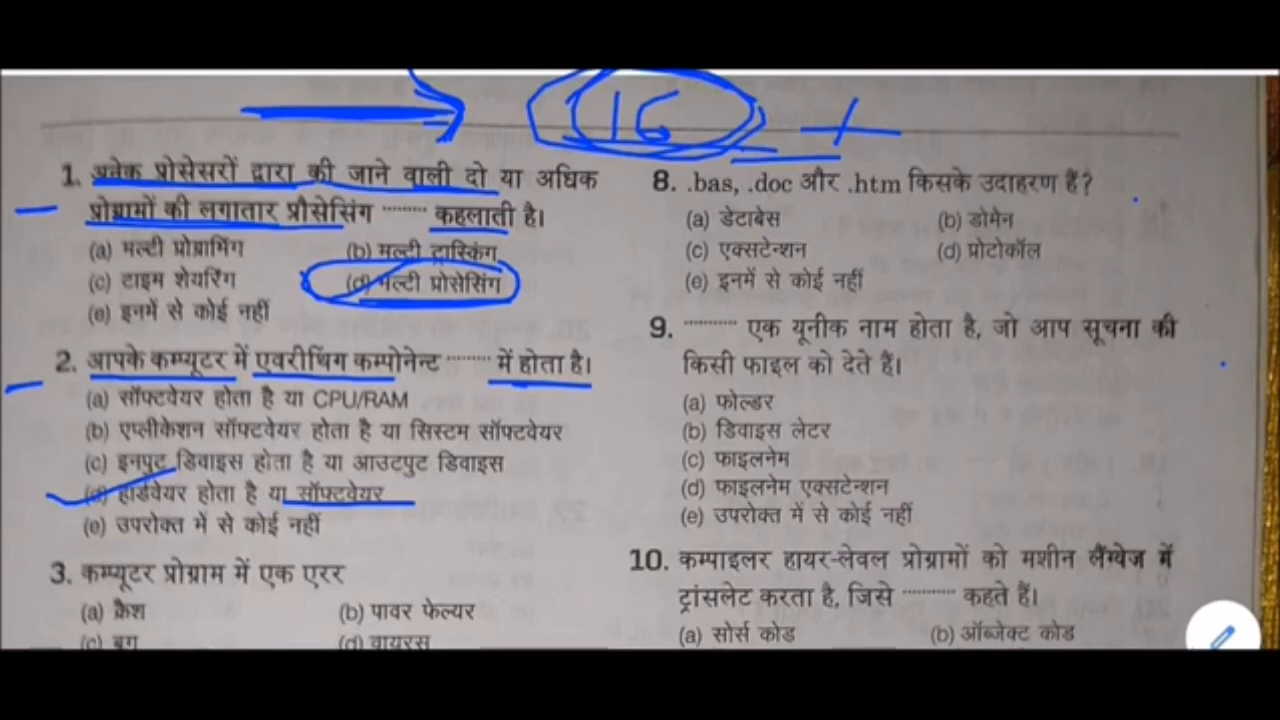 16 +
1. अनेक प्रोसेसरों द्वारा की जाने वाली दो या अधिक
प्रोग्रामों की लगातार प्रौसेसिंग ......... कहलाती है।
(a) मल्टी प्रोग्रामिंग (b) मल्टी ट्रास्किंग
(c) टाइम शेयरिंग (d) मल्टी प्रोसेसिंग
(e) इनमें से कोई नहीं
2. आपके कम्प्यूटर में एवरीथिंग कम्पोनेन्ट ......... में होता है।
(a) सॉफ्टवेयर होता है या CPU/RAM
(b) एप्लीकेशन सॉफ्टवेयर होता है या सिस्टम सॉफ्टवेयर
(c) इनपुट डिवाइस होता है या आउटपुट डिवाइस
(d) हार्डवेयर होता है या सॉफ्टवेयर
(e) उपरोक्त में से कोई नहीं
3. कम्प्यूटर प्रोग्राम में एक एरर
(a) क्रैश (b) पावर फेल्यर
(c) बग (d) वायरस
8. .bas, .doc और .htm किसके उदाहरण हैं?
(a) डेटाबेस (b) डोमेन
(c) एक्सटेन्शन (d) प्रोटोकॉल
(e) इनमें से कोई नहीं
9. ......... एक यूनीक नाम होता है, जो आप सूचना की
किसी फाइल को देते हैं।
(a) फोल्डर
(b) डिवाइस लेटर
(c) फाइलनेम
(d) फाइलनेम एक्सटेन्शन
(e) उपरोक्त में से कोई नहीं
10. कम्पाइलर हायर-लेवल प्रोग्रामों को मशीन लैंग्वेज में
ट्रांसलेट करता है, जिसे ......... कहते हैं।
(a) सोर्स कोड (b) ऑब्जेक्ट कोड